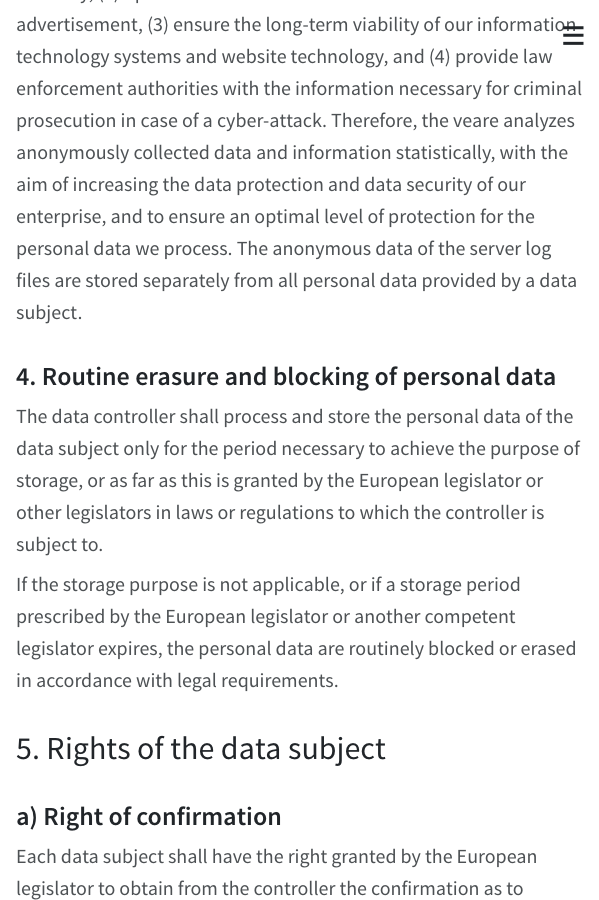 advertisement, (3) ensure the long-term viability of our information
technology systems and website technology, and (4) provide law
enforcement authorities with the information necessary for criminal
prosecution in case of a cyber-attack. Therefore, the veare analyzes
anonymously collected data and information statistically, with the
aim of increasing the data protection and data security of our
enterprise, and to ensure an optimal level of protection for the
personal data we process. The anonymous data of the server log
files are stored separately from all personal data provided by a data
subject.
4. Routine erasure and blocking of personal data
The data controller shall process and store the personal data of the
data subject only for the period necessary to achieve the purpose of
storage, or as far as this is granted by the European legislator or
other legislators in laws or regulations to which the controller is
subject to.
If the storage purpose is not applicable, or if a storage period
prescribed by the European legislator or another competent
legislator expires, the personal data are routinely blocked or erased
in accordance with legal requirements.
5. Rights of the data subject
a) Right of confirmation
Each data subject shall have the right granted by the European
legislator to obtain from the controller the confirmation as to